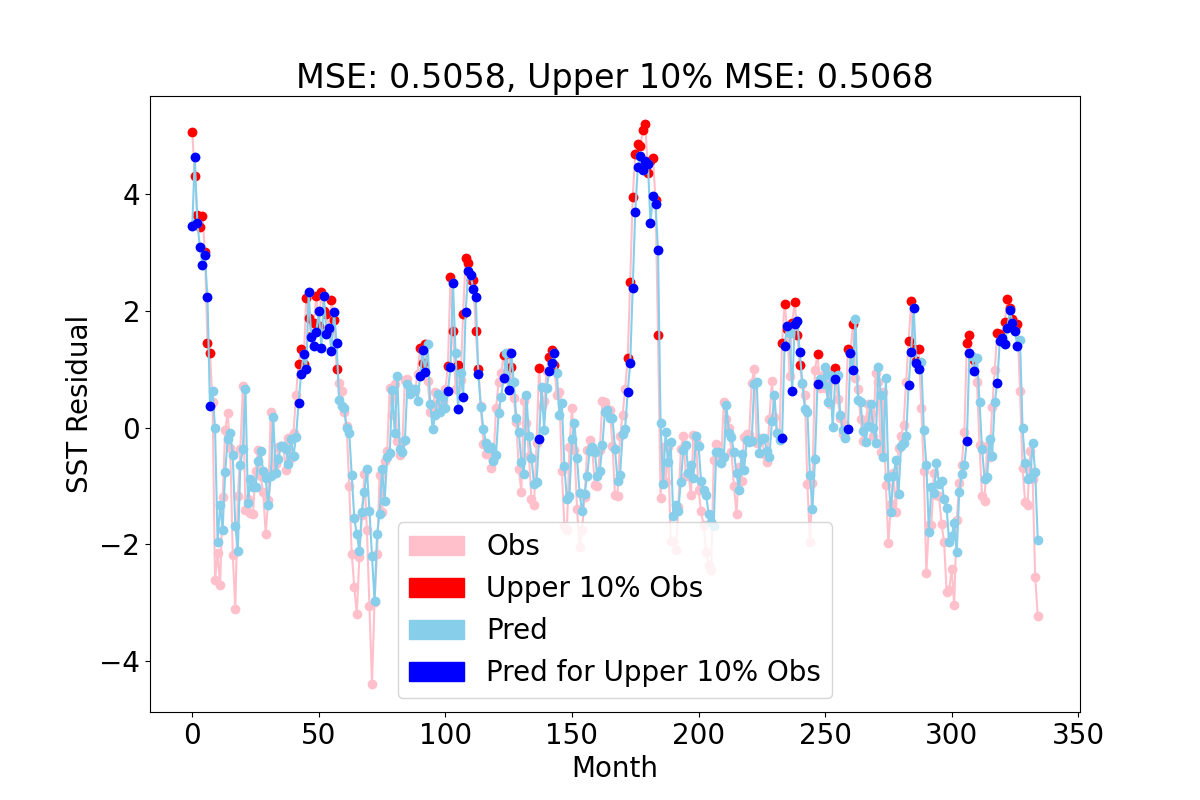 MSE: 0.5058, Upper 10% MSE: 0.5068
SST Residual
4
2
0
−2
−4
Obs
Upper 10% Obs
Pred
Pred for Upper 10% Obs
0 50 100 150 200 250 300 350
Month